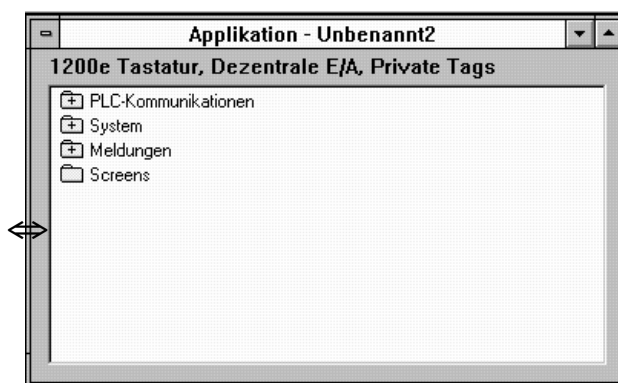 Applikation - Unbenannt2
1200e Tastatur, Dezentrale E/A, Private Tags
PLC-Kommunikationen
System
Meldungen
Screens